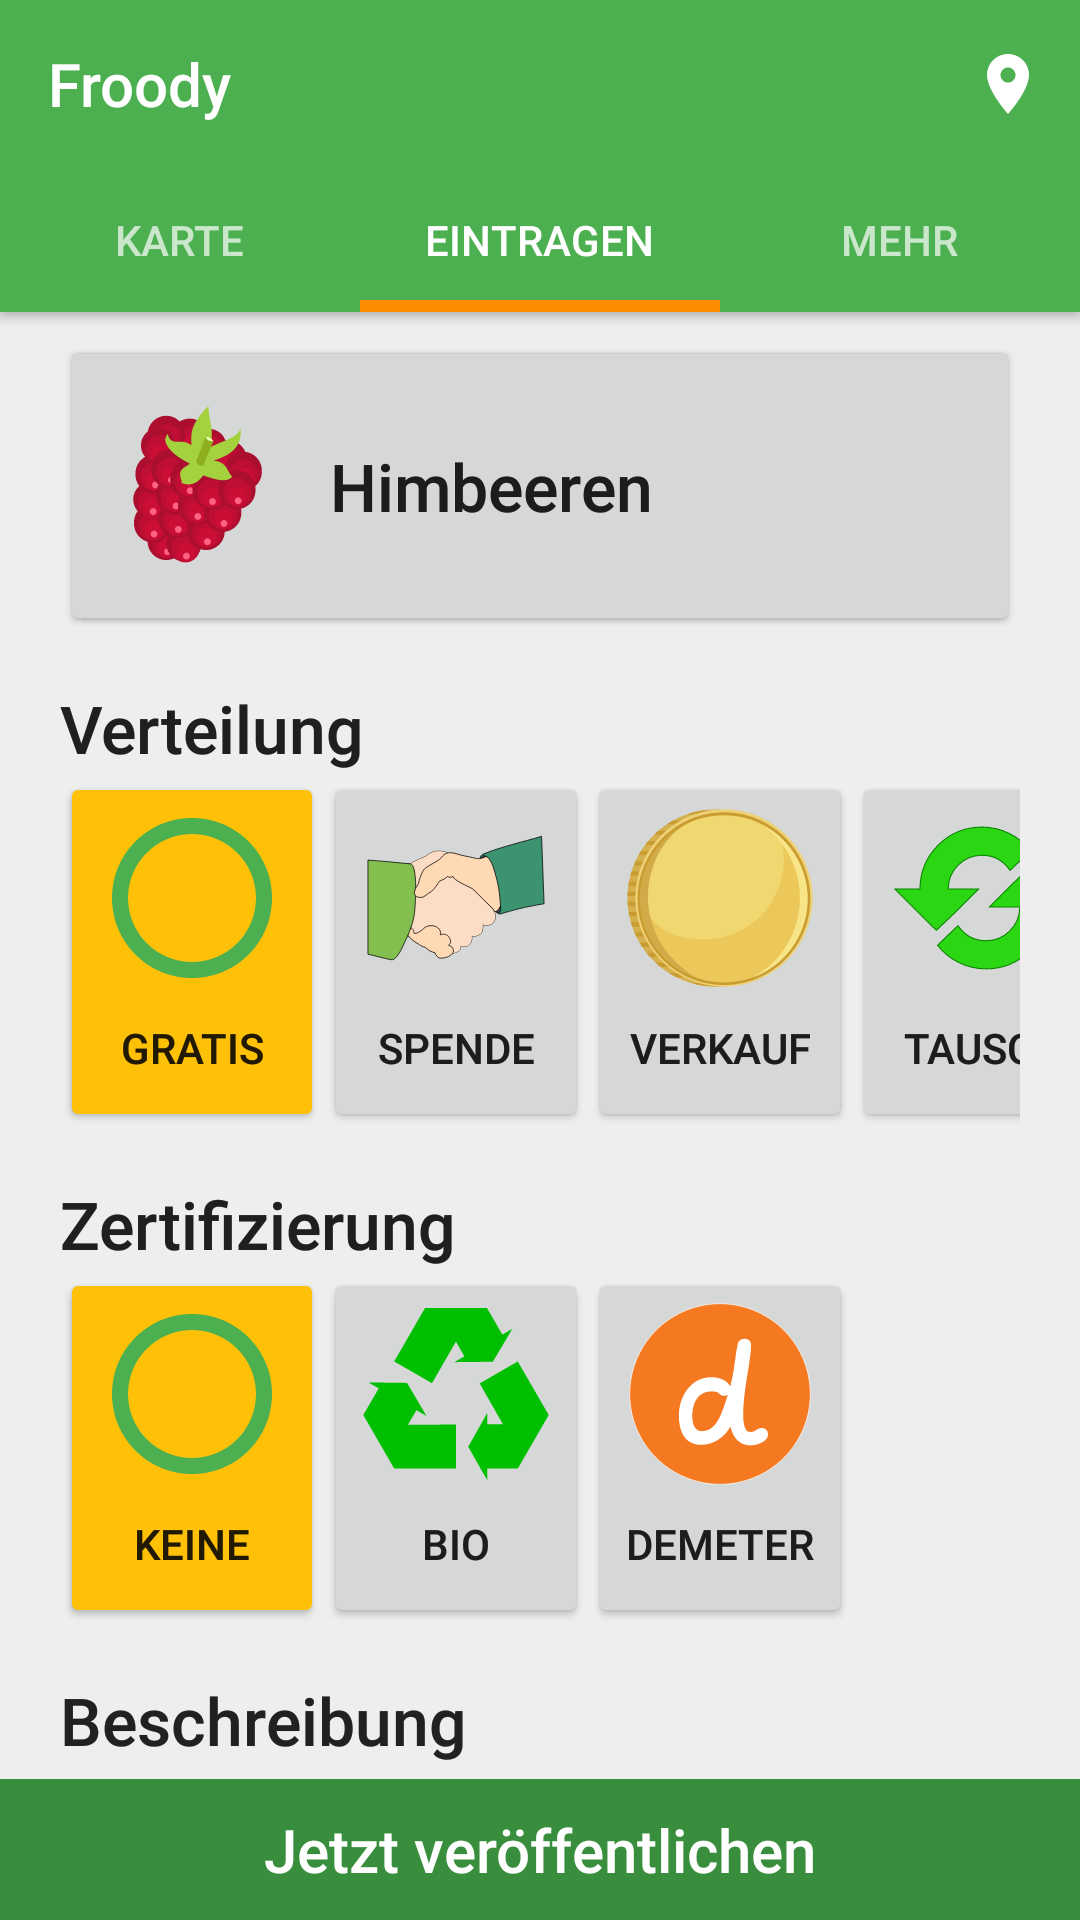 Froody
KARTE
EINTRAGEN
MEHR
Himbeeren
Verteilung
GRATIS
SPENDE
VERKAUF
TAUSC
Zertifizierung
KEINE
BIO
d
DEMETER
Beschreibung
Jetzt veröffentlichen